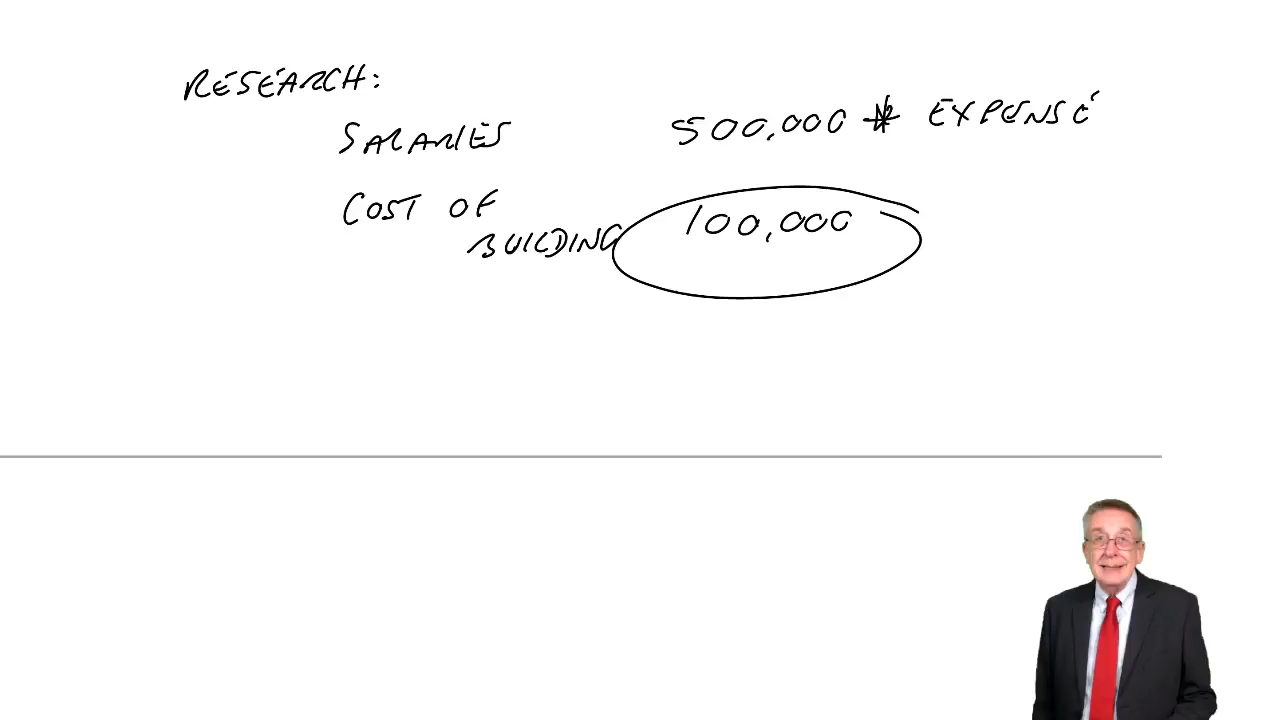 RESEARCH:
SALARIES 500,000 * EXPENSE
COST OF
BUILDING 100,000